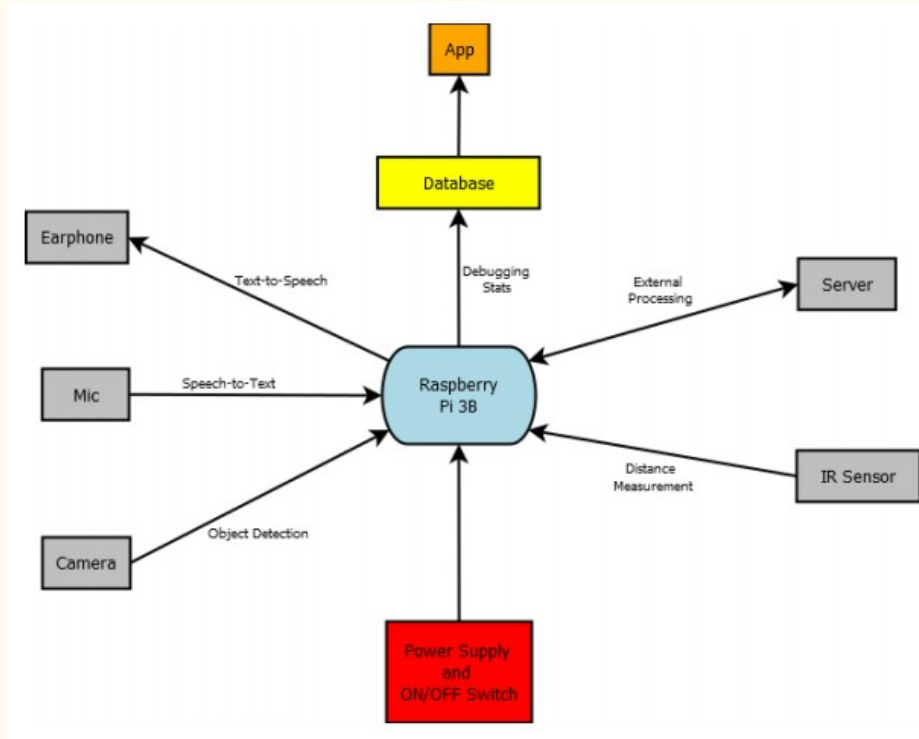 App
Database
Earphone
Text-to-Speech
Debugging
Stats
External
Processing
Server
Mic
Speech-to-Text
Raspberry
Pi 3B
Distance
Measurement
IR Sensor
Camera
Object Detection
Power Supply
and
ON/OFF Switch